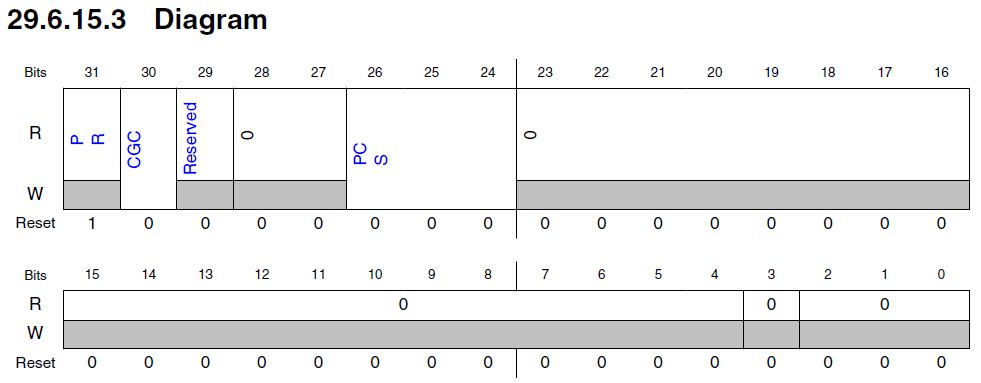 29.6.15.3 Diagram
Bits 31 30 29 28 27 26 25 24 23 22 21 20 19 18 17 16
R PR CGC Reserved 0 PCS 0
W
Reset 1 0 0 0 0 0 0 0 0 0 0 0 0 0 0 0
Bits 15 14 13 12 11 10 9 8 7 6 5 4 3 2 1 0
R 0 0 0
W
Reset 0 0 0 0 0 0 0 0 0 0 0 0 0 0 0 0